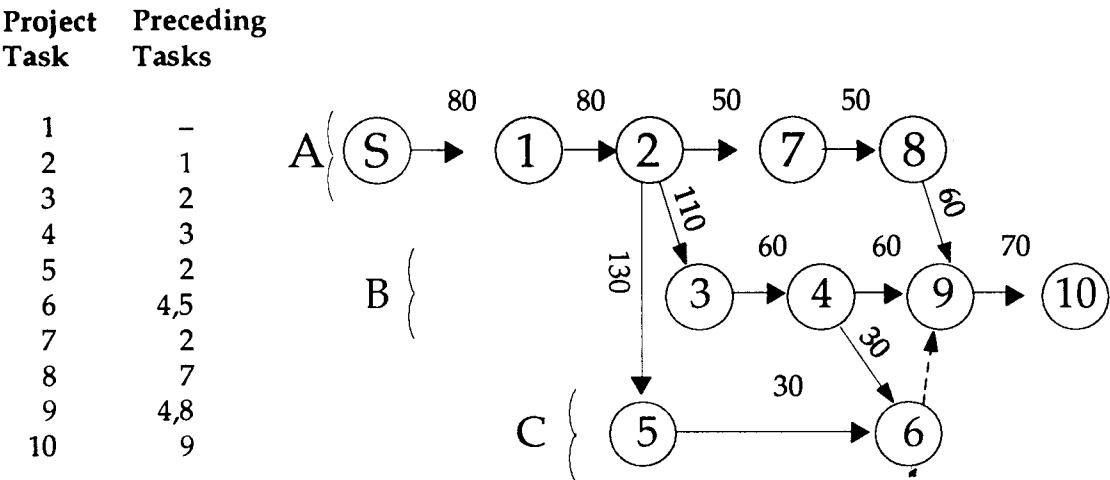 Project Preceding
Task Tasks
1 –
2 1
3 2
4 3
5 2
6 4,5
7 2
8 7
9 4,8
10 9
80 80 50 50
A S 1 2 7 8
110 60
130 60 60 70
B 3 4 9 10
30
30
C 5 6